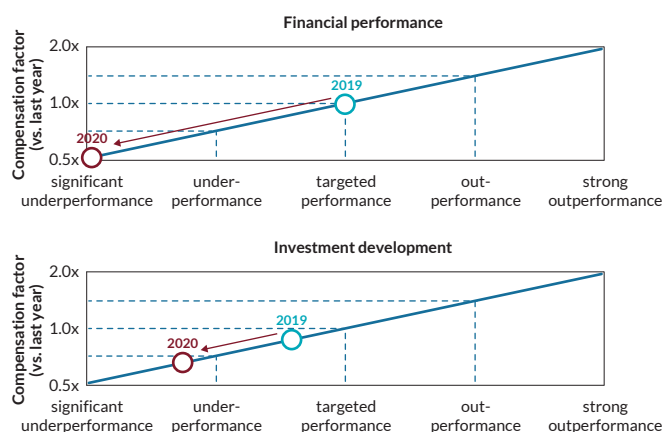 Financial performance
Compensation factor
(vs. last year)
2.0x
1.0x
0.5x
2019
2020
significant
underperformance
under-
performance
targeted
performance
out-
performance
strong
outperformance
Investment development
Compensation factor
(vs. last year)
2.0x
1.0x
0.5x
2019
2020
significant
underperformance
under-
performance
targeted
performance
out-
performance
strong
outperformance